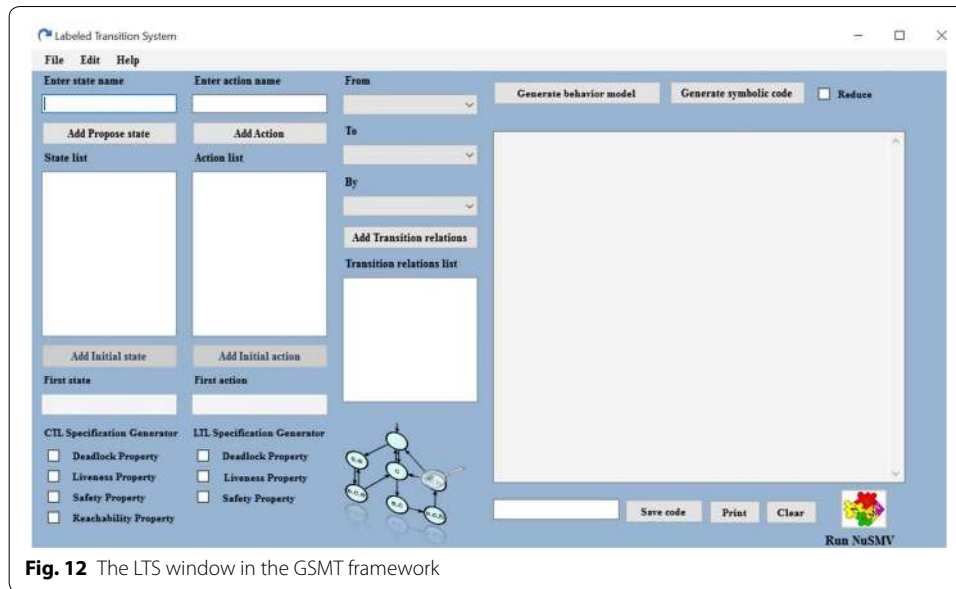 Labeled Transition System
File Edit Help
Enter state name
Add Propose state
State list
Add Initial state
First state
CTL Specification Generator
Deadlock Property
Liveness Property
Safety Property
Reachability Property
Enter action name
Add Action
Action list
Add Initial action
First action
LTL Specification Generator
Deadlock Property
Liveness Property
Safety Property
From
To
By
Add Transition relations
Transition relations list
Generate behavior model Generate symbolic code Reduce
Save code Print Clear
Run NuSMV
Fig. 12 The LTS window in the GSMT framework